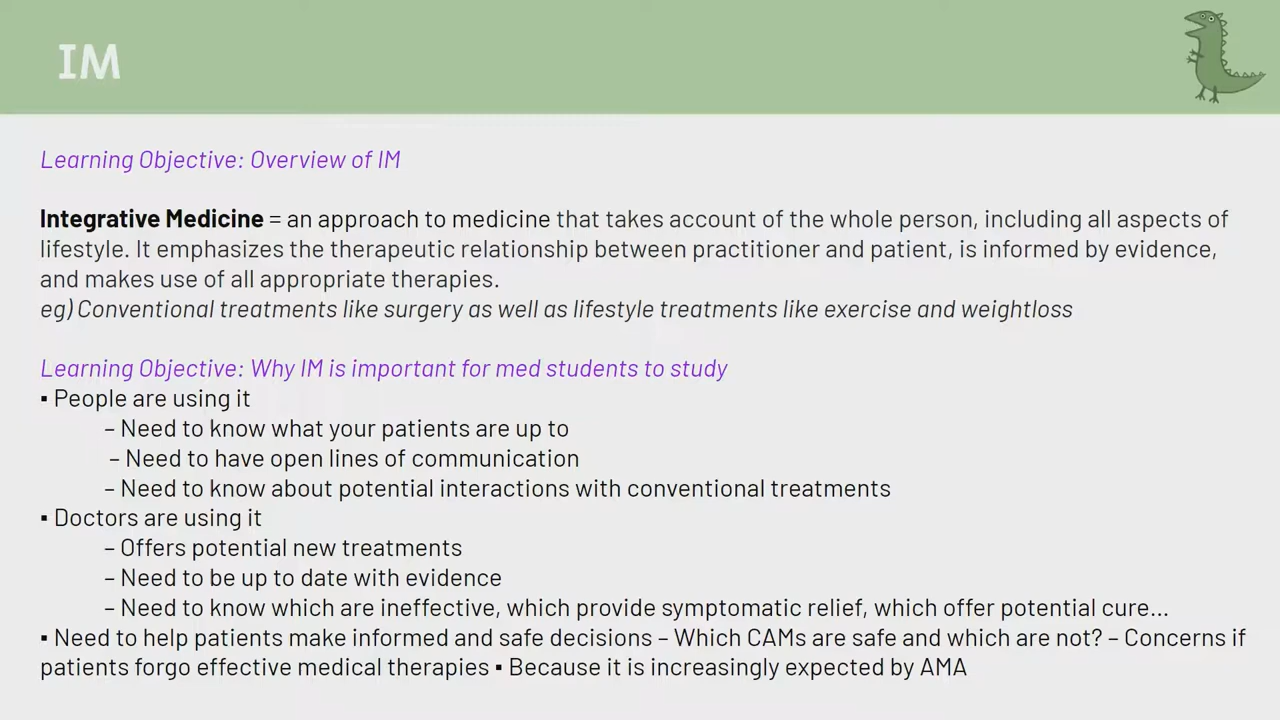 IM
Learning Objective: Overview of IM
Integrative Medicine = an approach to medicine that takes account of the whole person, including all aspects of
lifestyle. It emphasizes the therapeutic relationship between practitioner and patient, is informed by evidence,
and makes use of all appropriate therapies.
eg) Conventional treatments like surgery as well as lifestyle treatments like exercise and weightloss
Learning Objective: Why IM is important for med students to study
▪ People are using it
– Need to know what your patients are up to
– Need to have open lines of communication
– Need to know about potential interactions with conventional treatments
▪ Doctors are using it
– Offers potential new treatments
– Need to be up to date with evidence
– Need to know which are ineffective, which provide symptomatic relief, which offer potential cure...
▪ Need to help patients make informed and safe decisions – Which CAMs are safe and which are not? – Concerns if
patients forgo effective medical therapies ▪ Because it is increasingly expected by AMA